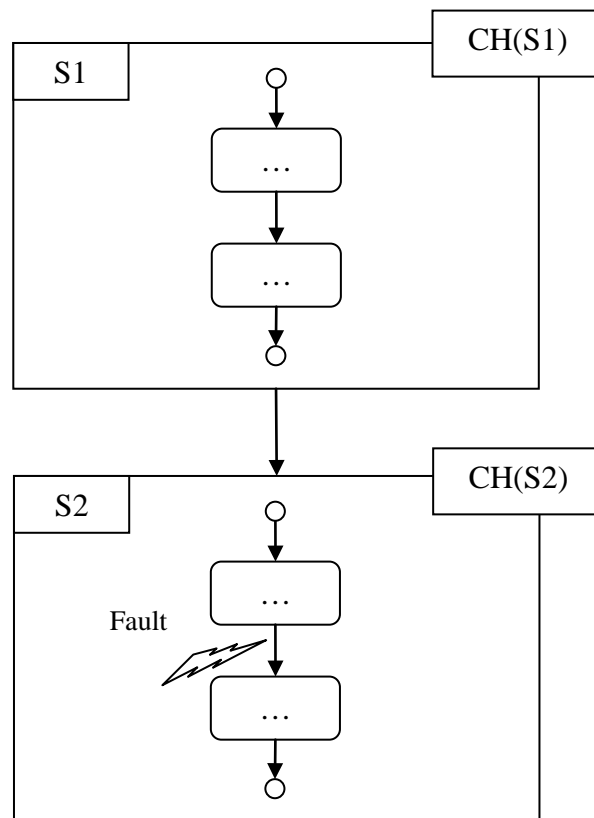 CH(S1)
S1
…
…
CH(S2)
S2
…
Fault
…